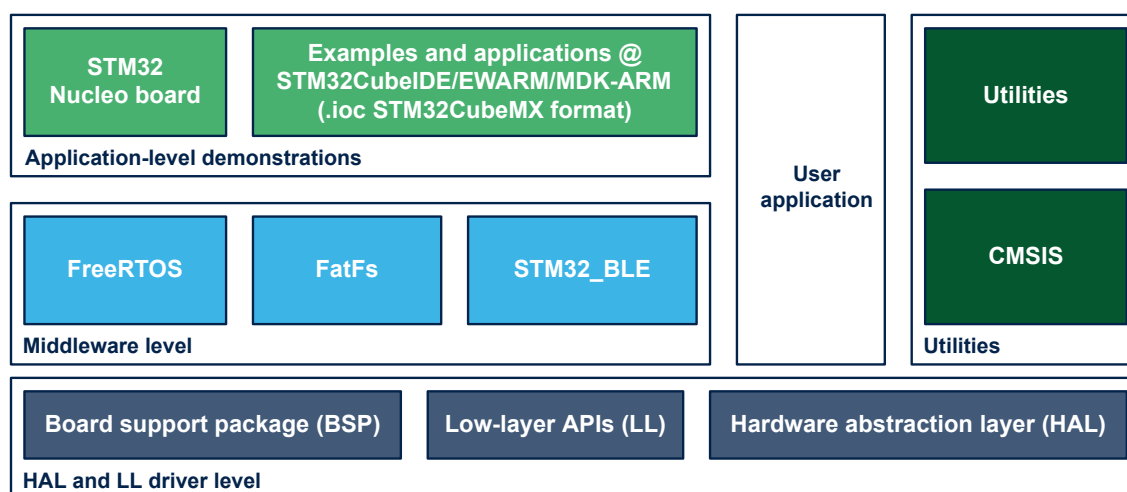 STM32
Nucleo board
Examples and applications @
STM32CubeIDE/EWARM/MDK-ARM
(.ioc STM32CubeMX format)
Application-level demonstrations
User
application
Utilities
CMSIS
Utilities
FreeRTOS
FatFs
STM32_BLE
Middleware level
Board support package (BSP)
Low-layer APIs (LL)
Hardware abstraction layer (HAL)
HAL and LL driver level